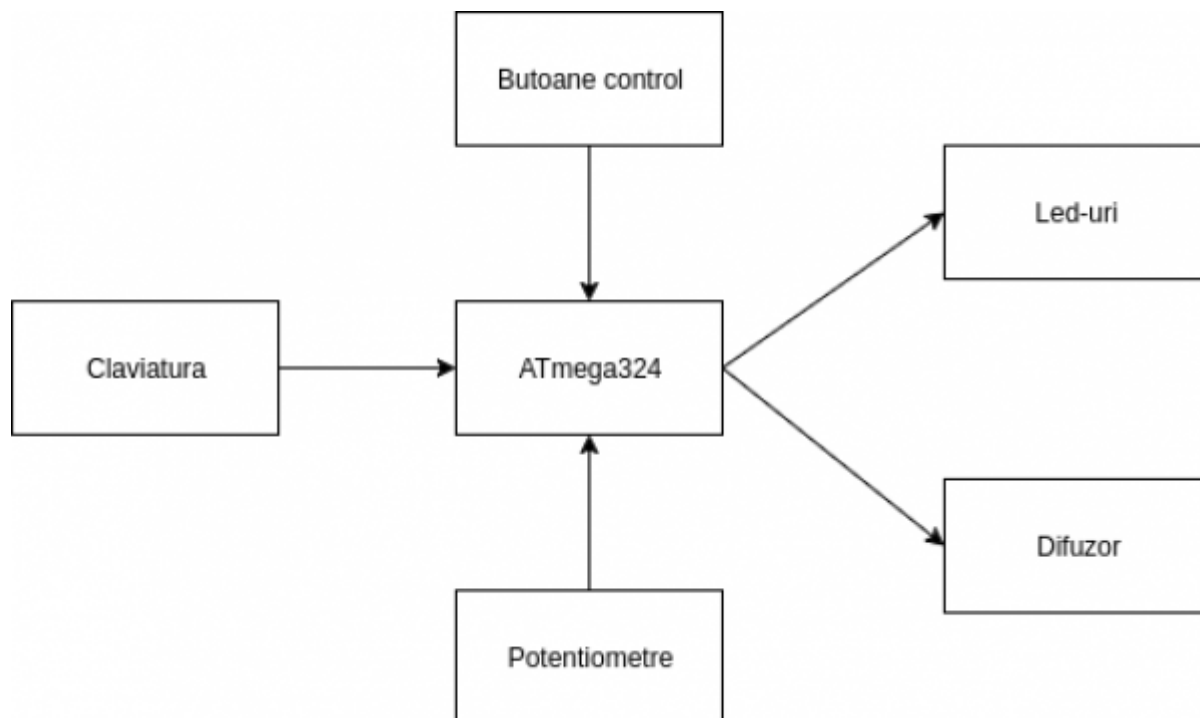 Butoane control
Led-uri
Claviatura
ATmega324
Difuzor
Potentiometre